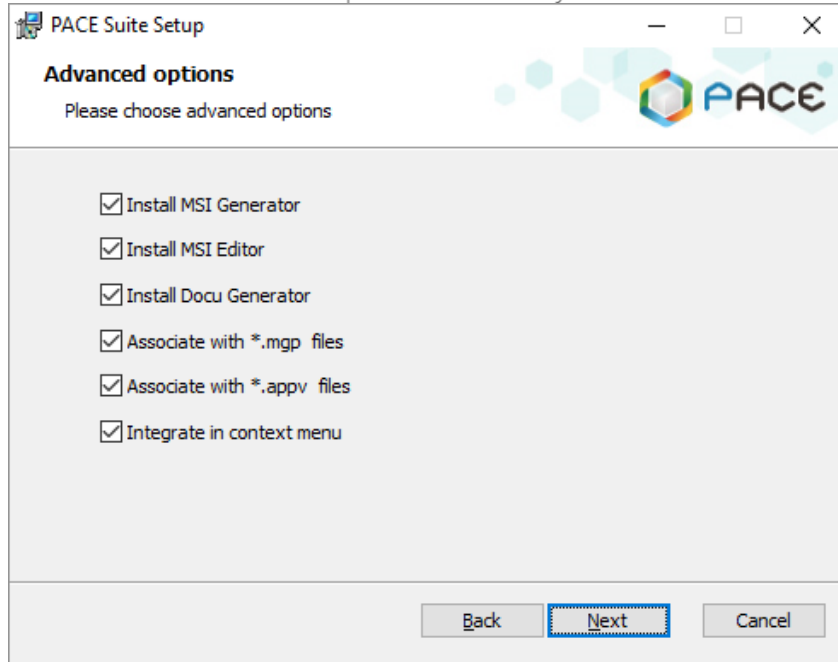 PACE Suite Setup
Advanced options
Please choose advanced options
PACE
Install MSI Generator
Install MSI Editor
Install Docu Generator
Associate with *.mgp files
Associate with *.appv files
Integrate in context menu
Back
Next
Cancel